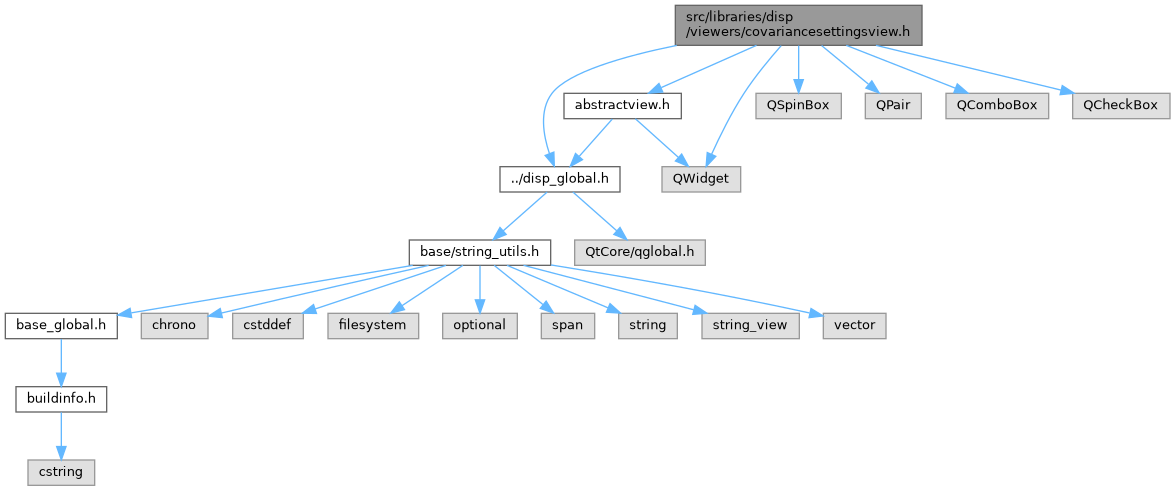 src/libraries/disp
/viewers/covariancesettingsview.h
abstractview.h
QSpinBox
QPair
QComboBox
QCheckBox
../disp_global.h
QWidget
base/string_utils.h
QtCore/qglobal.h
base_global.h
chrono
cstddef
filesystem
optional
span
string
string_view
vector
buildinfo.h
cstring